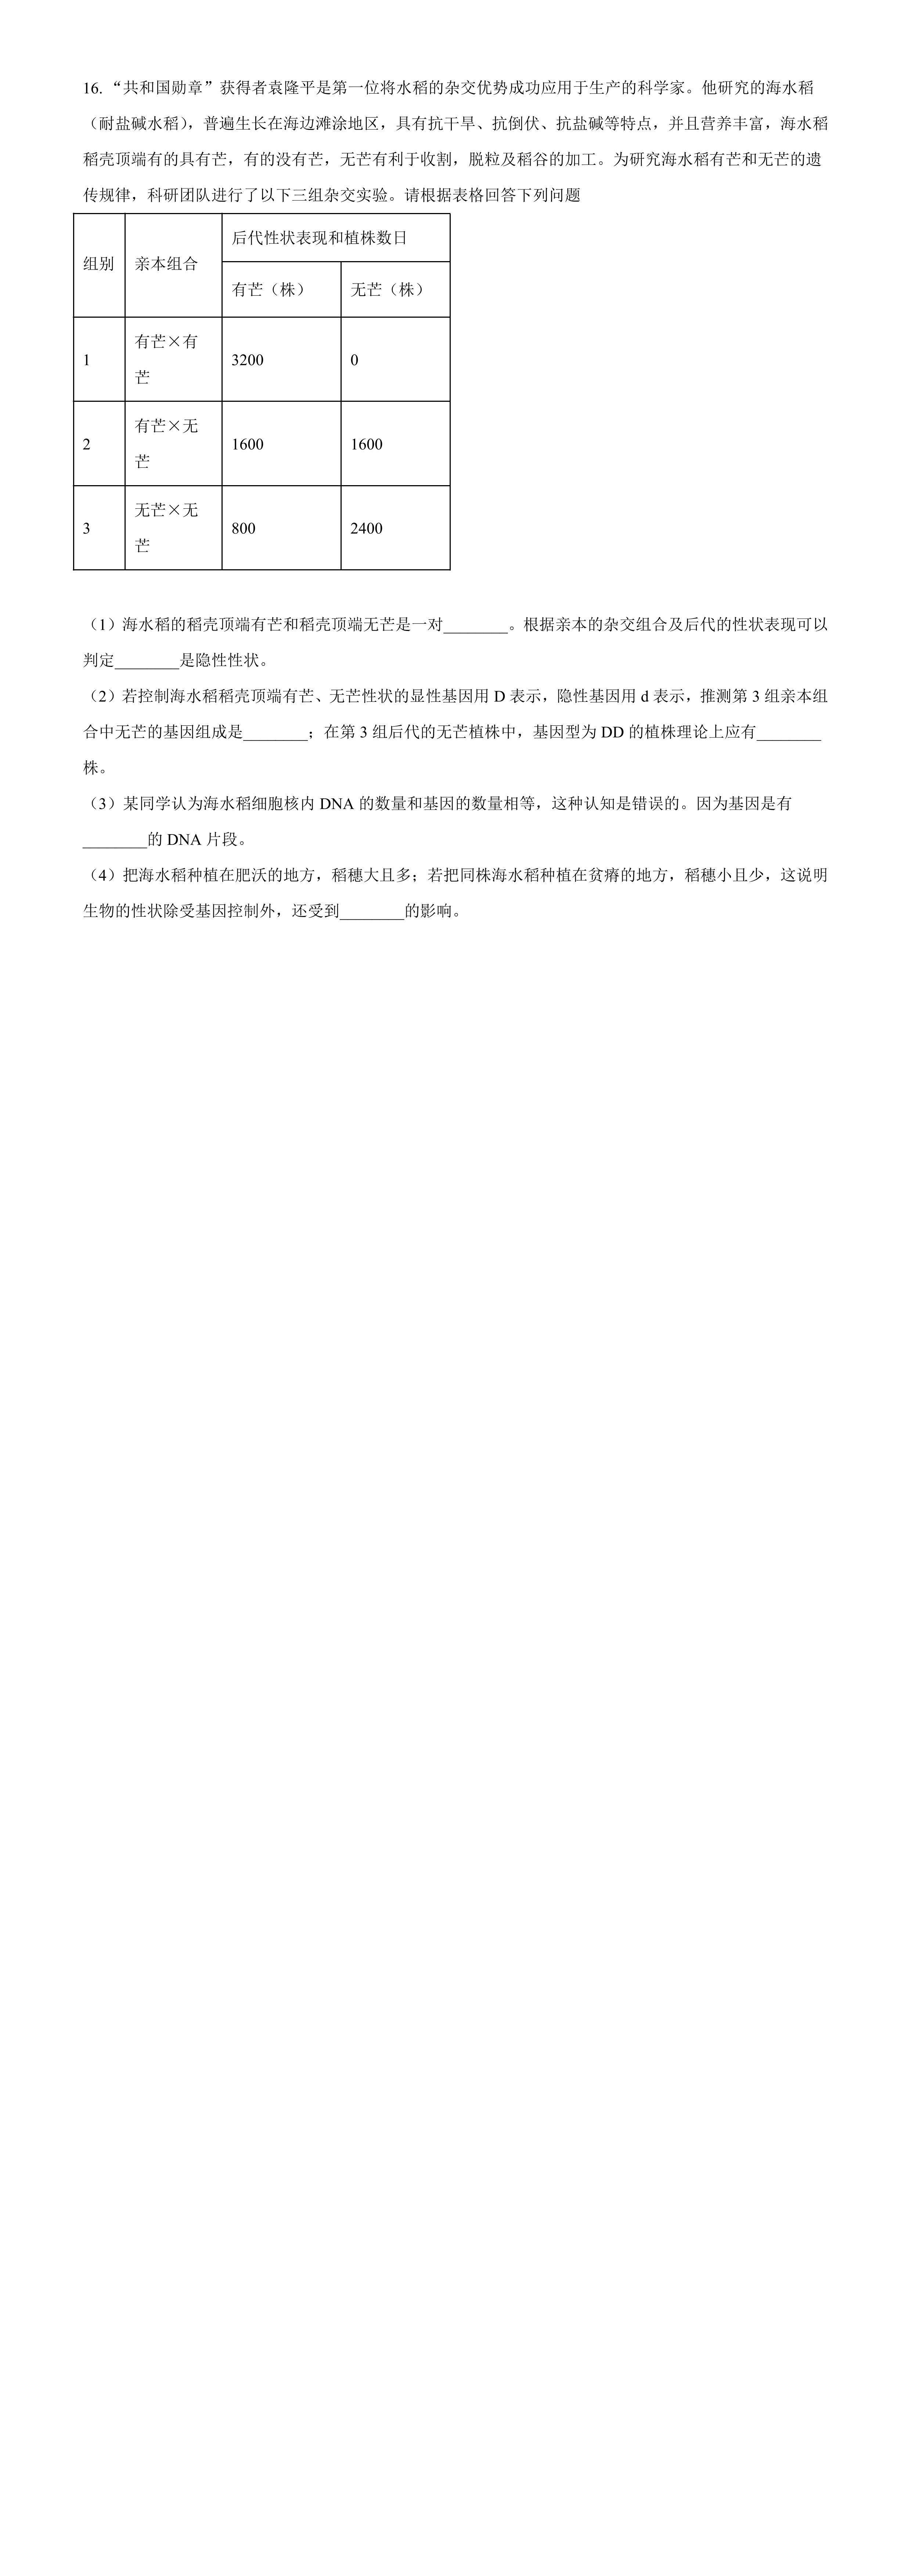 16. “共和国勋章”获得者袁隆平是第一位将水稻的杂交优势成功应用于生产的科学家。他研究的海水稻
（耐盐碱水稻），普遍生长在海边滩涂地区，具有抗干旱、抗倒伏、抗盐碱等特点，并且营养丰富，海水稻
稻壳顶端有的具有芒，有的没有芒，无芒有利于收割，脱粒及稻谷的加工。为研究海水稻有芒和无芒的遗
传规律，科研团队进行了以下三组杂交实验。请根据表格回答下列问题
组别 亲本组合 后代性状表现和植株数日
有芒（株） 无芒（株）
1 有芒×有芒 3200 0
2 有芒×无芒 1600 1600
3 无芒×无芒 800 2400
（1）海水稻的稻壳顶端有芒和稻壳顶端无芒是一对________。根据亲本的杂交组合及后代的性状表现可以
判定________是隐性性状。
（2）若控制海水稻稻壳顶端有芒、无芒性状的显性基因用 D 表示，隐性基因用 d 表示，推测第 3 组亲本组
合中无芒的基因组成是________；在第 3 组后代的无芒植株中，基因型为 DD 的植株理论上应有________
株。
（3）某同学认为海水稻细胞核内 DNA 的数量和基因的数量相等，这种认知是错误的。因为基因是有
________的 DNA 片段。
（4）把海水稻种植在肥沃的地方，稻穗大且多；若把同株海水稻种植在贫瘠的地方，稻穗小且少，这说明
生物的性状除受基因控制外，还受到________的影响。